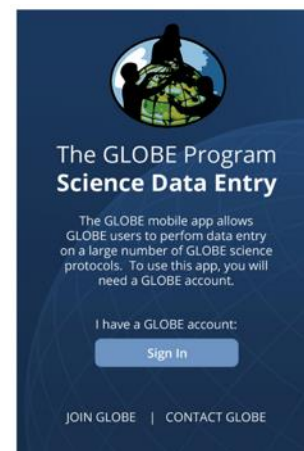 The GLOBE Program
Science Data Entry
The GLOBE mobile app allows
GLOBE users to perfom data entry
on a large number of GLOBE science
protocols. To use this app, you will
need a GLOBE account.
I have a GLOBE account:
Sign In
JOIN GLOBE | CONTACT GLOBE